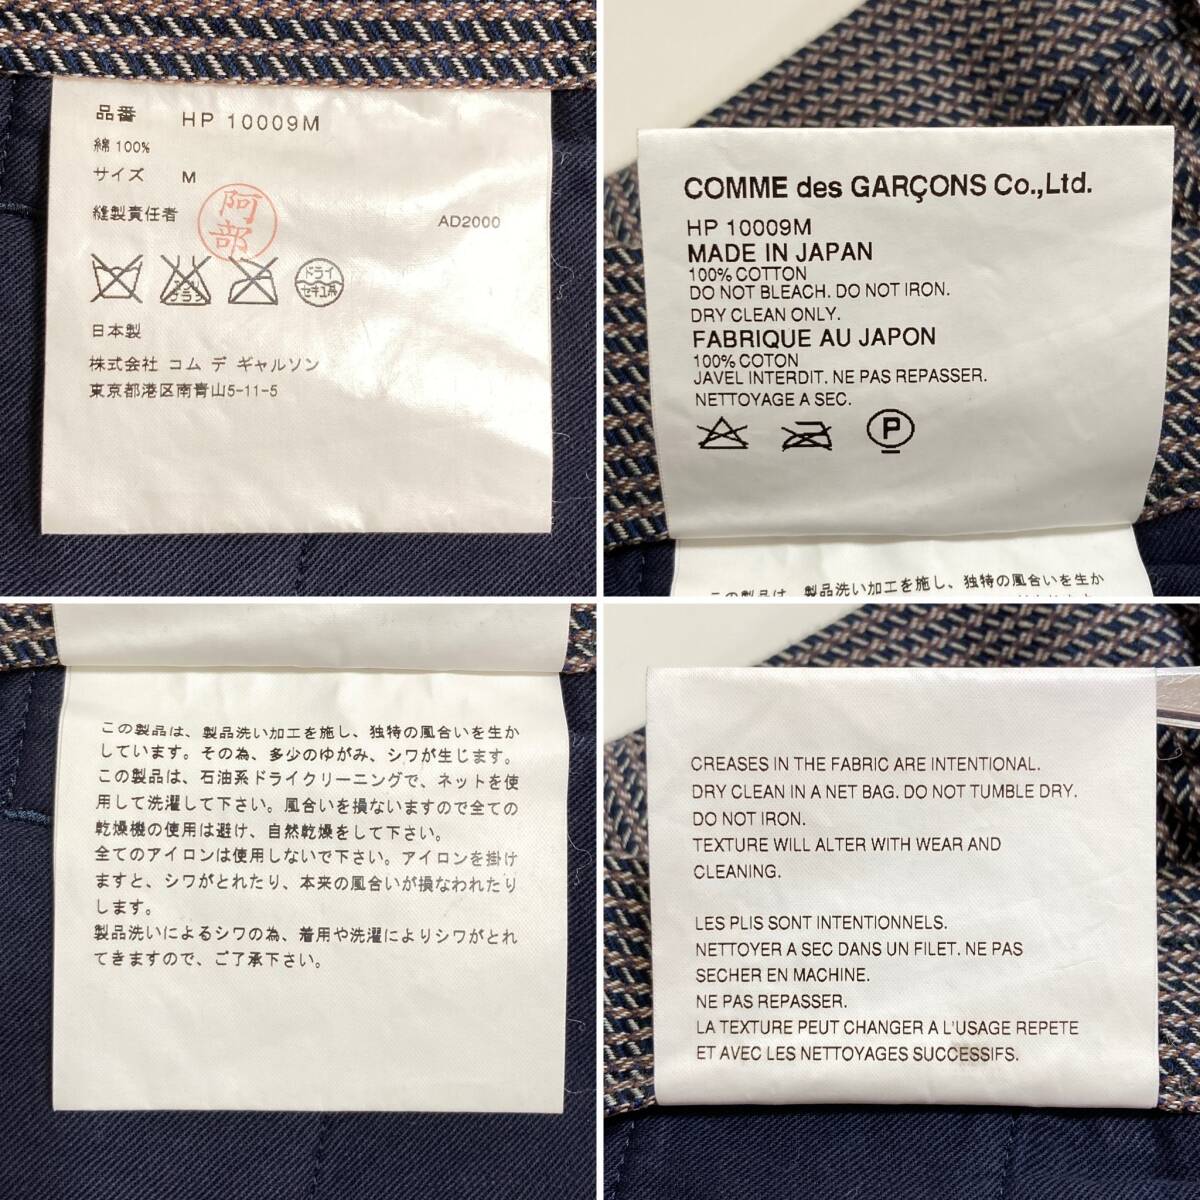 品番 HP 10009M
綿 100%
サイズ M
縫製責任者 阿部 AD2000
ドライ
セキユ系
日本製
株式会社 コム デ ギャルソン
東京都港区南青山5-11-5
COMME des GARÇONS Co.,Ltd.
HP 10009M
MADE IN JAPAN
100% COTTON
DO NOT BLEACH. DO NOT IRON.
DRY CLEAN ONLY.
FABRIQUE AU JAPON
100% COTON
JAVEL INTERDIT. NE PAS REPASSER.
NETTOYAGE A SEC.
P
この製品は、製品洗い加工を施し、独特の風合いを生か
この製品は、製品洗い加工を施し、独特の風合いを生か
しています。その為、多少のゆがみ、シワが生じます。
この製品は、石油系ドライクリーニングで、ネットを使
用して洗濯して下さい。風合いを損ないますので全ての
乾燥機の使用は避け、自然乾燥をして下さい。
全てのアイロンは使用しないで下さい。アイロンを掛け
ますと、シワがとれたり、本来の風合いが損なわれたり
します。
製品洗いによるシワの為、着用や洗濯によりシワがとれ
てきますので、ご了承下さい。
CREASES IN THE FABRIC ARE INTENTIONAL.
DRY CLEAN IN A NET BAG. DO NOT TUMBLE DRY.
DO NOT IRON.
TEXTURE WILL ALTER WITH WEAR AND
CLEANING.
LES PLIS SONT INTENTIONNELS.
NETTOYER A SEC DANS UN FILET. NE PAS
SECHER EN MACHINE.
NE PAS REPASSER.
LA TEXTURE PEUT CHANGER A L'USAGE REPETE
ET AVEC LES NETTOYAGES SUCCESSIFS.